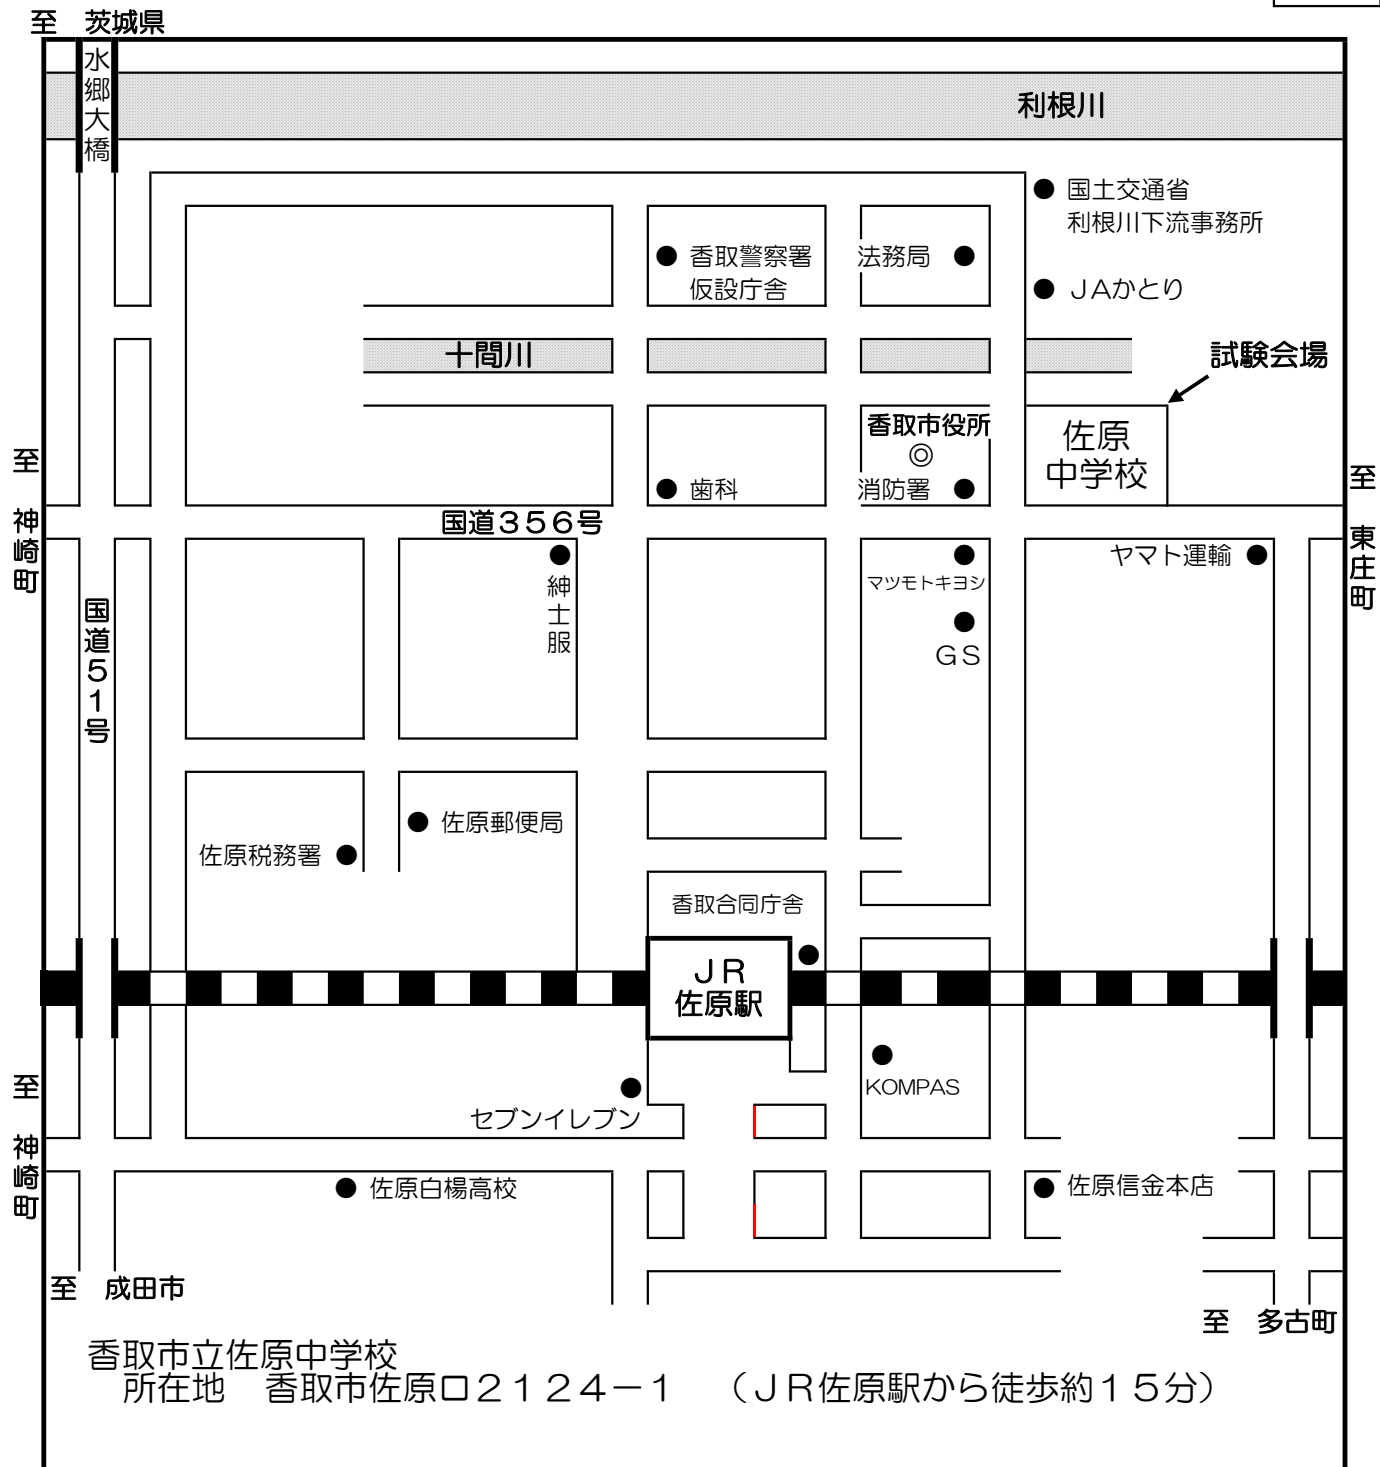 至　茨城県
水郷大橋
利根川
国土交通省
利根川下流事務所
香取警察署
仮設庁舎
法務局
ＪＡかとり
十間川
試験会場
香取市役所
◎
佐原
中学校
至　神崎町
歯科
消防署
至　東庄町
国道３５６号
紳士服
マツモトキヨシ
ヤマト運輸
国道５１号
ＧＳ
佐原郵便局
佐原税務署
香取合同庁舎
ＪＲ
佐原駅
KOMPAS
至　神崎町
セブンイレブン
佐原白楊高校
佐原信金本店
至　成田市
至　多古町
香取市立佐原中学校
所在地　香取市佐原ロ２１２４－１　（ＪＲ佐原駅から徒歩約１５分）